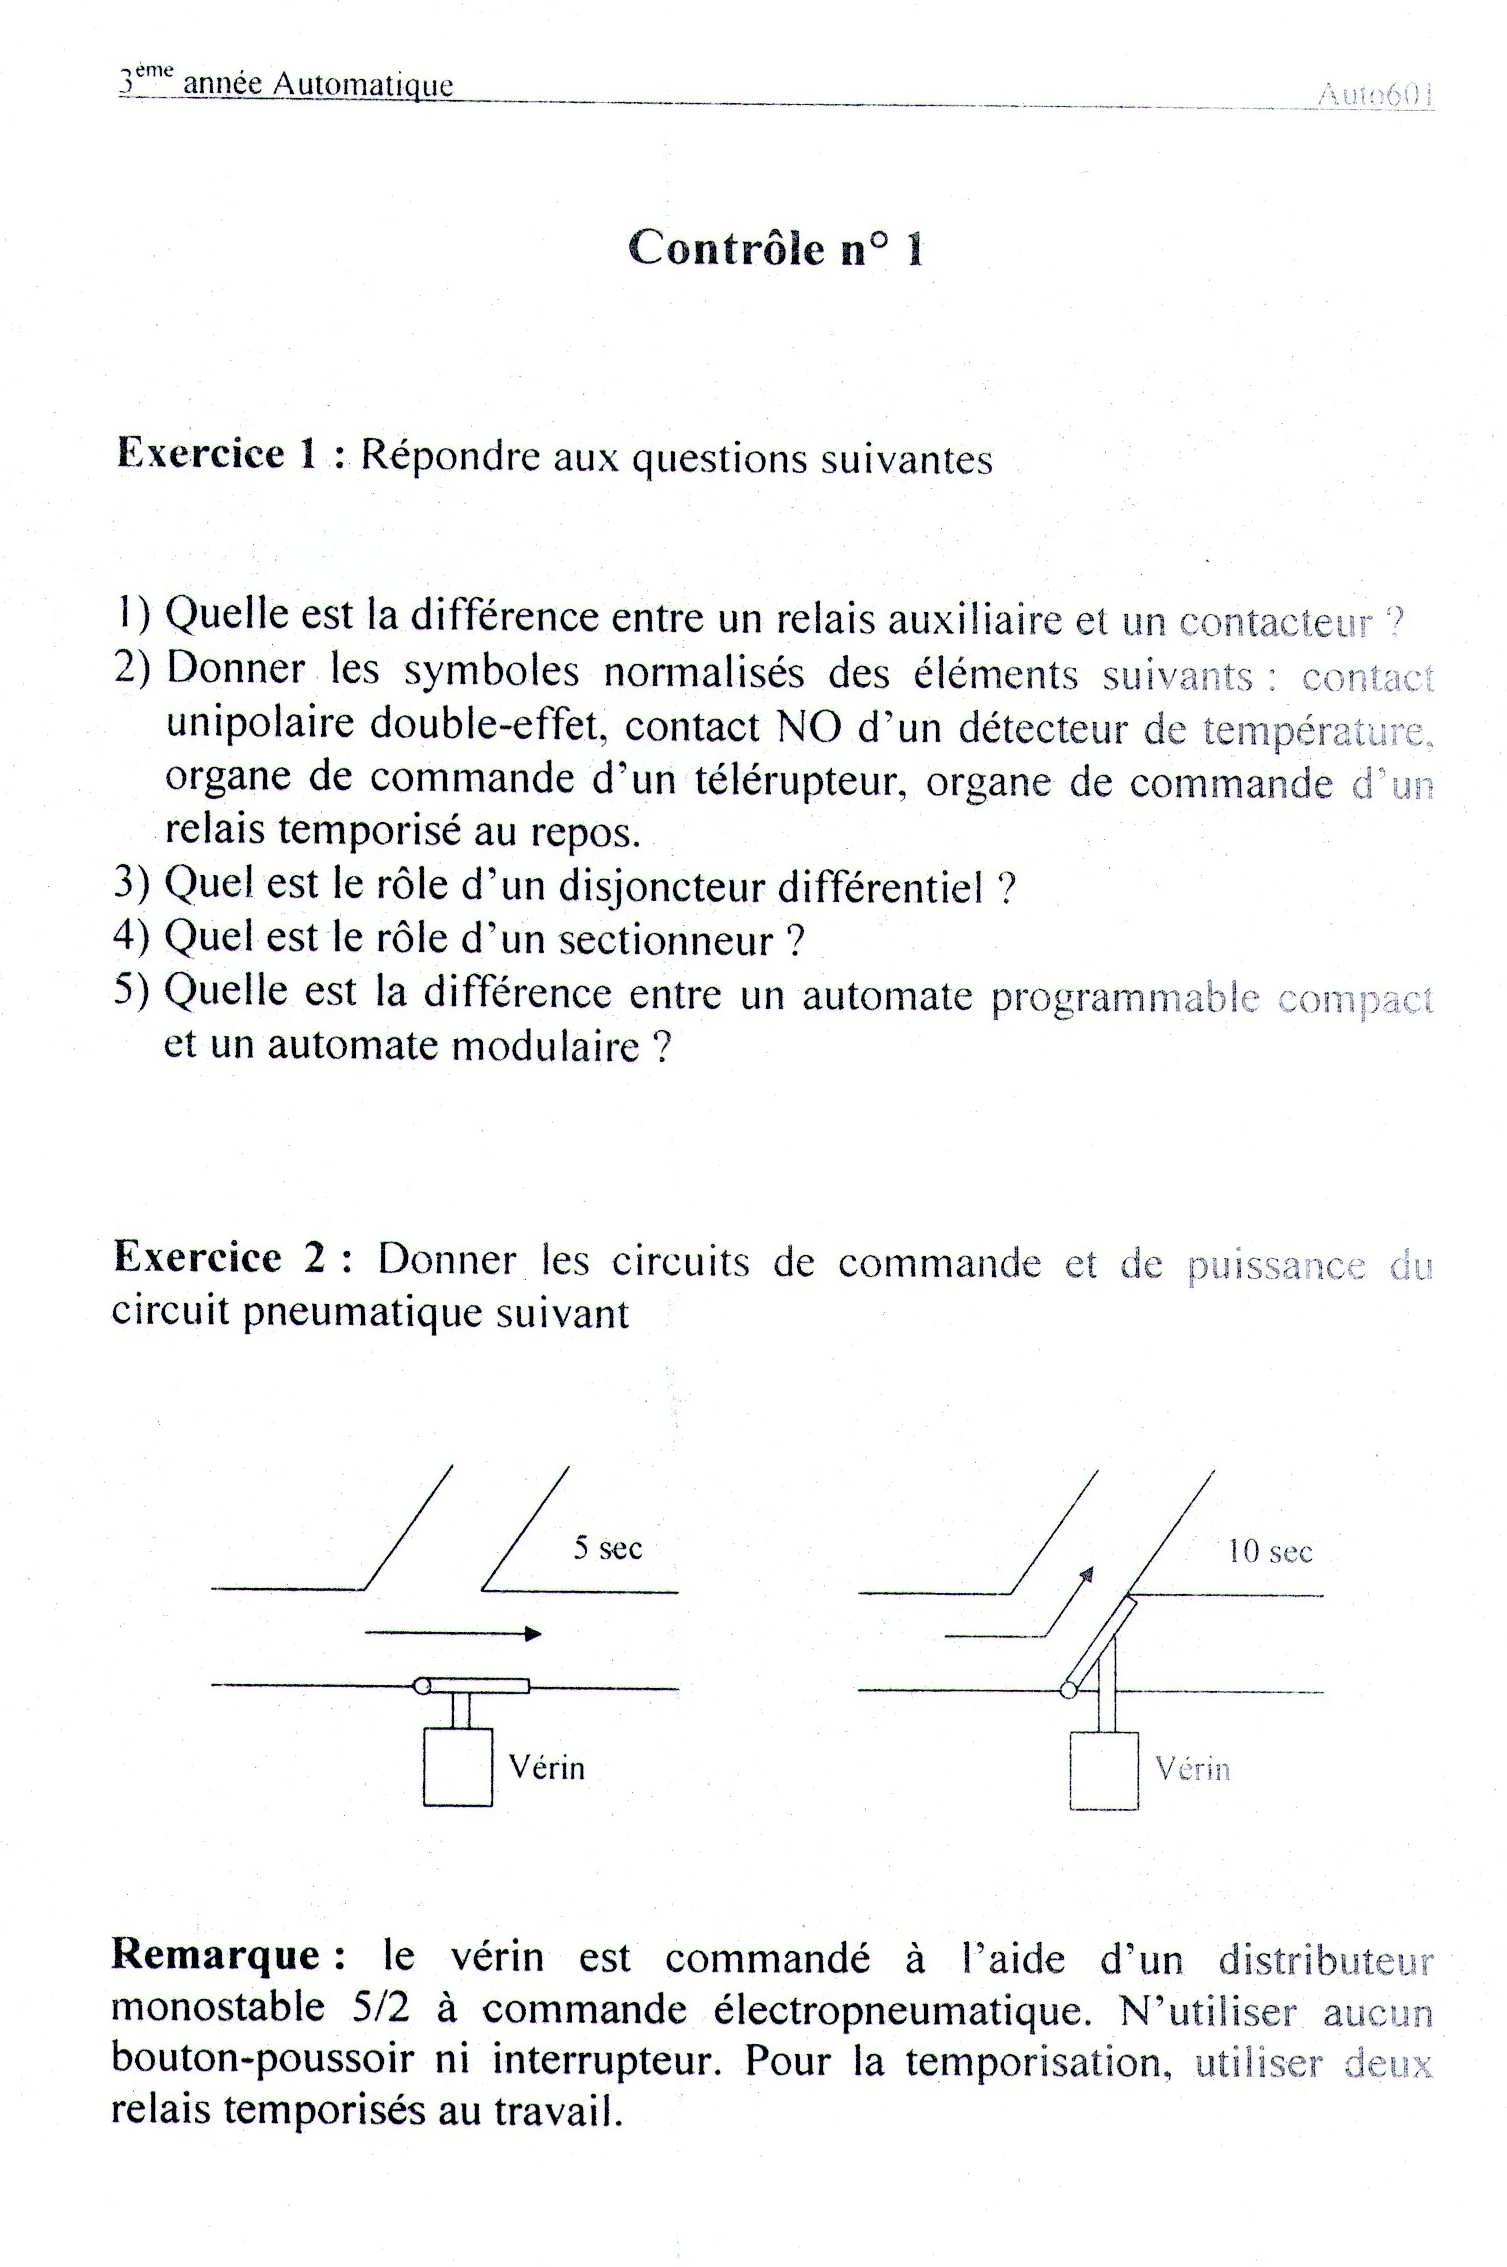 3ème année Automatique Auto601
Contrôle n° 1
Exercice 1 : Répondre aux questions suivantes
1) Quelle est la différence entre un relais auxiliaire et un contacteur ?
2) Donner les symboles normalisés des éléments suivants : contact
unipolaire double-effet, contact NO d'un détecteur de température,
organe de commande d'un télérupteur, organe de commande d'un
relais temporisé au repos.
3) Quel est le rôle d'un disjoncteur différentiel ?
4) Quel est le rôle d'un sectionneur ?
5) Quelle est la différence entre un automate programmable compact
et un automate modulaire ?
Exercice 2 : Donner les circuits de commande et de puissance du
circuit pneumatique suivant
5 sec
10 sec
Vérin
Vérin
Remarque : le vérin est commandé à l'aide d'un distributeur
monostable 5/2 à commande électropneumatique. N'utiliser aucun
bouton-poussoir ni interrupteur. Pour la temporisation, utiliser deux
relais temporisés au travail.